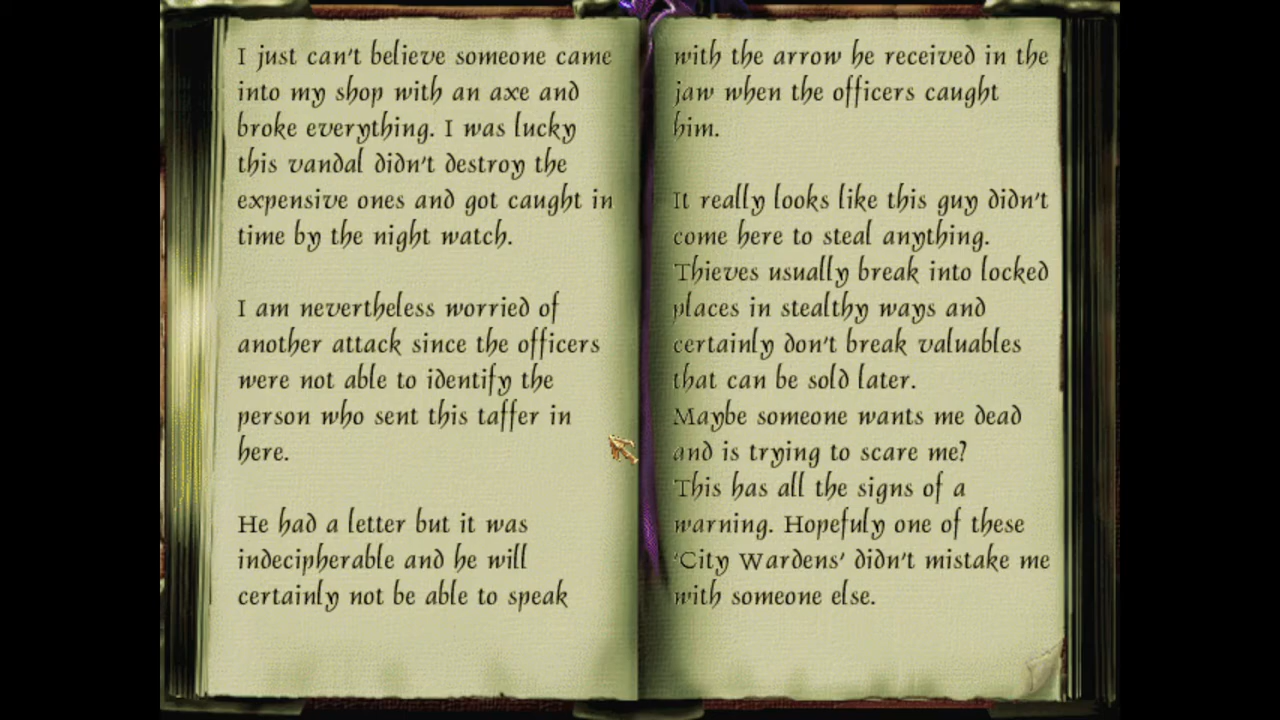 I just can't believe someone came
into my shop with an axe and
broke everything. I was lucky
this vandal didn't destroy the
expensive ones and got caught in
time by the night watch.
I am nevertheless worried of
another attack since the officers
were not able to identify the
person who sent this taffer in
here.
He had a letter but it was
indecipherable and he will
certainly not be able to speak
with the arrow he received in the
jaw when the officers caught
him.
It really looks like this guy didn't
come here to steal anything.
Thieves usually break into locked
places in stealthy ways and
certainly don't break valuables
that can be sold later.
Maybe someone wants me dead
and is trying to scare me?
This has all the signs of a
warning. Hopefuly one of these
'City Wardens' didn't mistake me
with someone else.